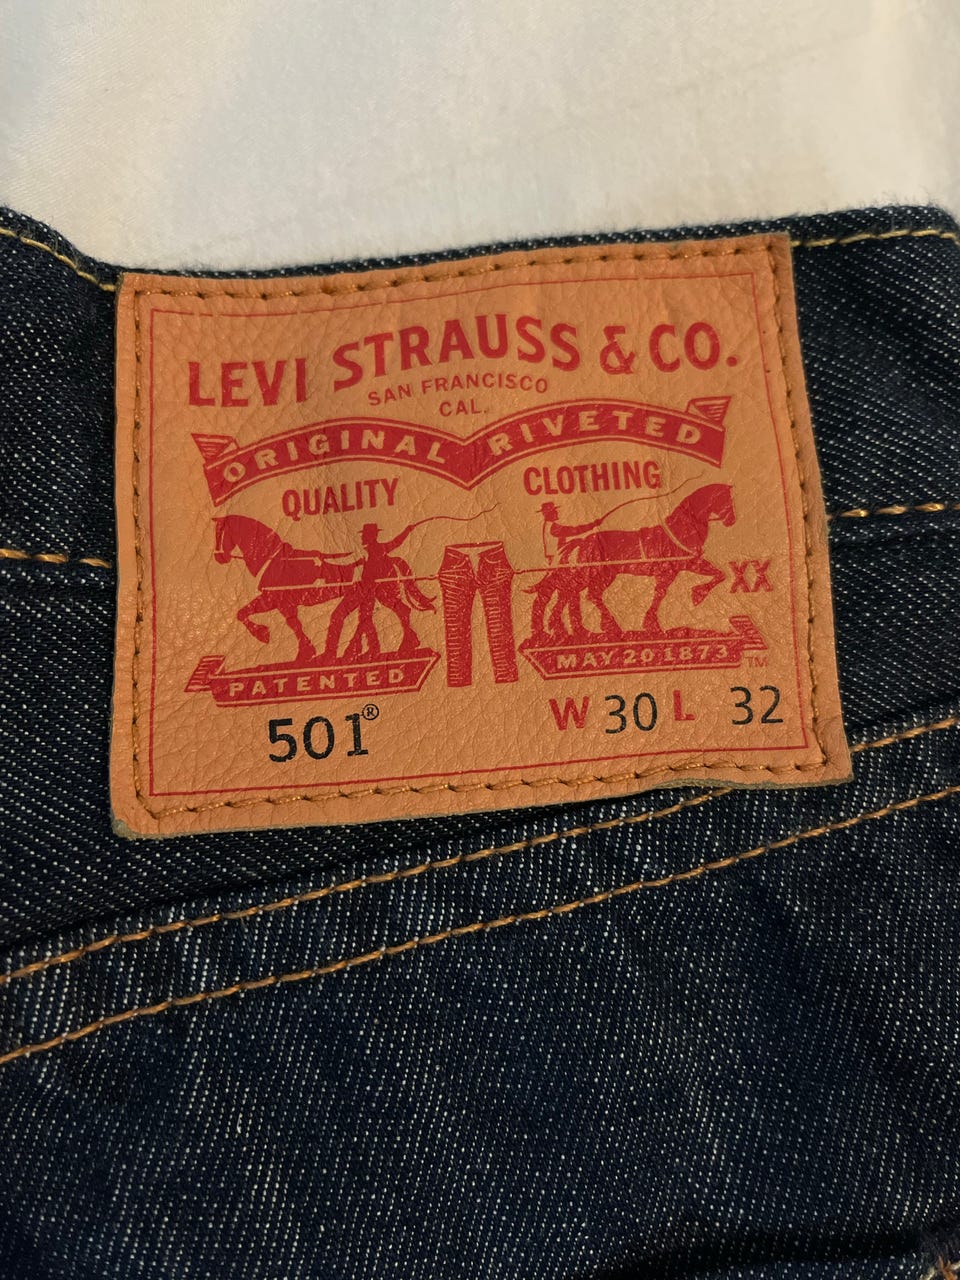 LEVI STRAUSS & CO.
SAN FRANCISCO
CAL.
ORIGINAL RIVETED
QUALITY CLOTHING
XX
PATENTED MAY 20 1873 TM
501® W 30 L 32